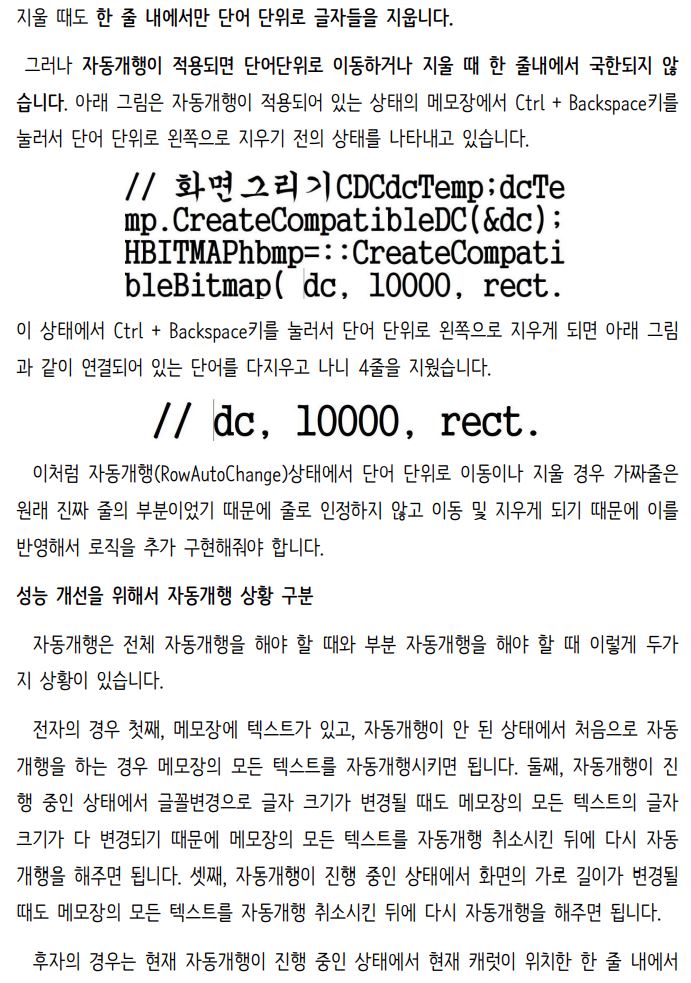 지울 때도 한 줄 내에서만 단어 단위로 글자들을 지웁니다.
그러나 자동개행이 적용되면 단어단위로 이동하거나 지울 때 한 줄내에서 국한되지 않
습니다. 아래 그림은 자동개행이 적용되어 있는 상태의 메모장에서 Ctrl + Backspace키를
눌러서 단어 단위로 왼쪽으로 지우기 전의 상태를 나타내고 있습니다.
// 화면그리기CDCdcTemp;dcTe
mp.CreateCompatibleDC(&dc);
HBITMAPhbmp=::CreateCompati
bleBitmap( dc, 10000, rect.
이 상태에서 Ctrl + Backspace키를 눌러서 단어 단위로 왼쪽으로 지우게 되면 아래 그림
과 같이 연결되어 있는 단어를 다지우고 나니 4줄을 지웠습니다.
// dc, 10000, rect.
이처럼 자동개행(RowAutoChange)상태에서 단어 단위로 이동이나 지울 경우 가짜줄은
원래 진짜 줄의 부분이었기 때문에 줄로 인정하지 않고 이동 및 지우게 되기 때문에 이를
반영해서 로직을 추가 구현해줘야 합니다.
성능 개선을 위해서 자동개행 상황 구분
자동개행은 전체 자동개행을 해야 할 때와 부분 자동개행을 해야 할 때 이렇게 두가
지 상황이 있습니다.
전자의 경우 첫째, 메모장에 텍스트가 있고, 자동개행이 안 된 상태에서 처음으로 자동
개행을 하는 경우 메모장의 모든 텍스트를 자동개행시키면 됩니다. 둘째, 자동개행이 진
행 중인 상태에서 글꼴변경으로 글자 크기가 변경될 때도 메모장의 모든 텍스트의 글자
크기가 다 변경되기 때문에 메모장의 모든 텍스트를 자동개행 취소시킨 뒤에 다시 자동
개행을 해주면 됩니다. 셋째, 자동개행이 진행 중인 상태에서 화면의 가로 길이가 변경될
때도 메모장의 모든 텍스트를 자동개행 취소시킨 뒤에 다시 자동개행을 해주면 됩니다.
후자의 경우는 현재 자동개행이 진행 중인 상태에서 현재 캐럿이 위치한 한 줄 내에서